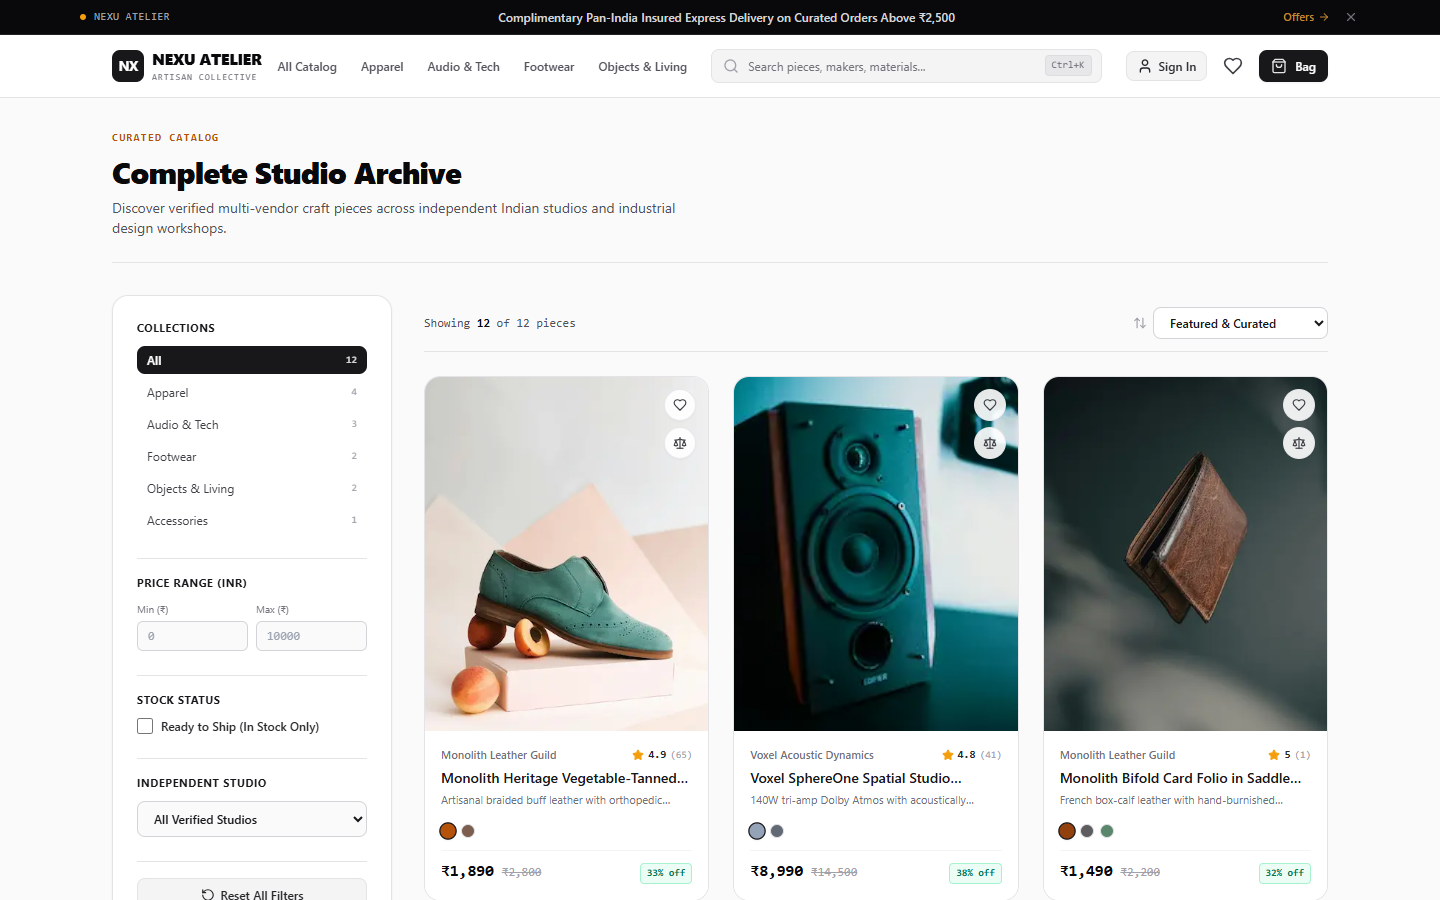 NEXU ATELIER
Complimentary Pan-India Insured Express Delivery on Curated Orders Above ₹2,500
Offers →
NX
NEXU ATELIER
ARTISAN COLLECTIVE
All Catalog
Apparel
Audio & Tech
Footwear
Objects & Living
Search pieces, makers, materials...
Ctrl+K
Sign In
Bag
CURATED CATALOG
Complete Studio Archive
Discover verified multi-vendor craft pieces across independent Indian studios and industrial
design workshops.
COLLECTIONS
All 12
Apparel 4
Audio & Tech 3
Footwear 2
Objects & Living 2
Accessories 1
PRICE RANGE (INR)
Min (₹) Max (₹)
0 10000
STOCK STATUS
Ready to Ship (In Stock Only)
INDEPENDENT STUDIO
All Verified Studios
Reset All Filters
Showing 12 of 12 pieces
Featured & Curated
Monolith Leather Guild 4.9 (65)
Monolith Heritage Vegetable-Tanned...
Artisanal braided buff leather with orthopedic...
₹1,890 ₹2,800 33% off
EDIFIER
Voxel Acoustic Dynamics 4.8 (41)
Voxel SphereOne Spatial Studio...
140W tri-amp Dolby Atmos with acoustically...
₹8,990 ₹14,500 38% off
Monolith Leather Guild 5 (1)
Monolith Bifold Card Folio in Saddle...
French box-calf leather with hand-burnished...
₹1,490 ₹2,200 32% off